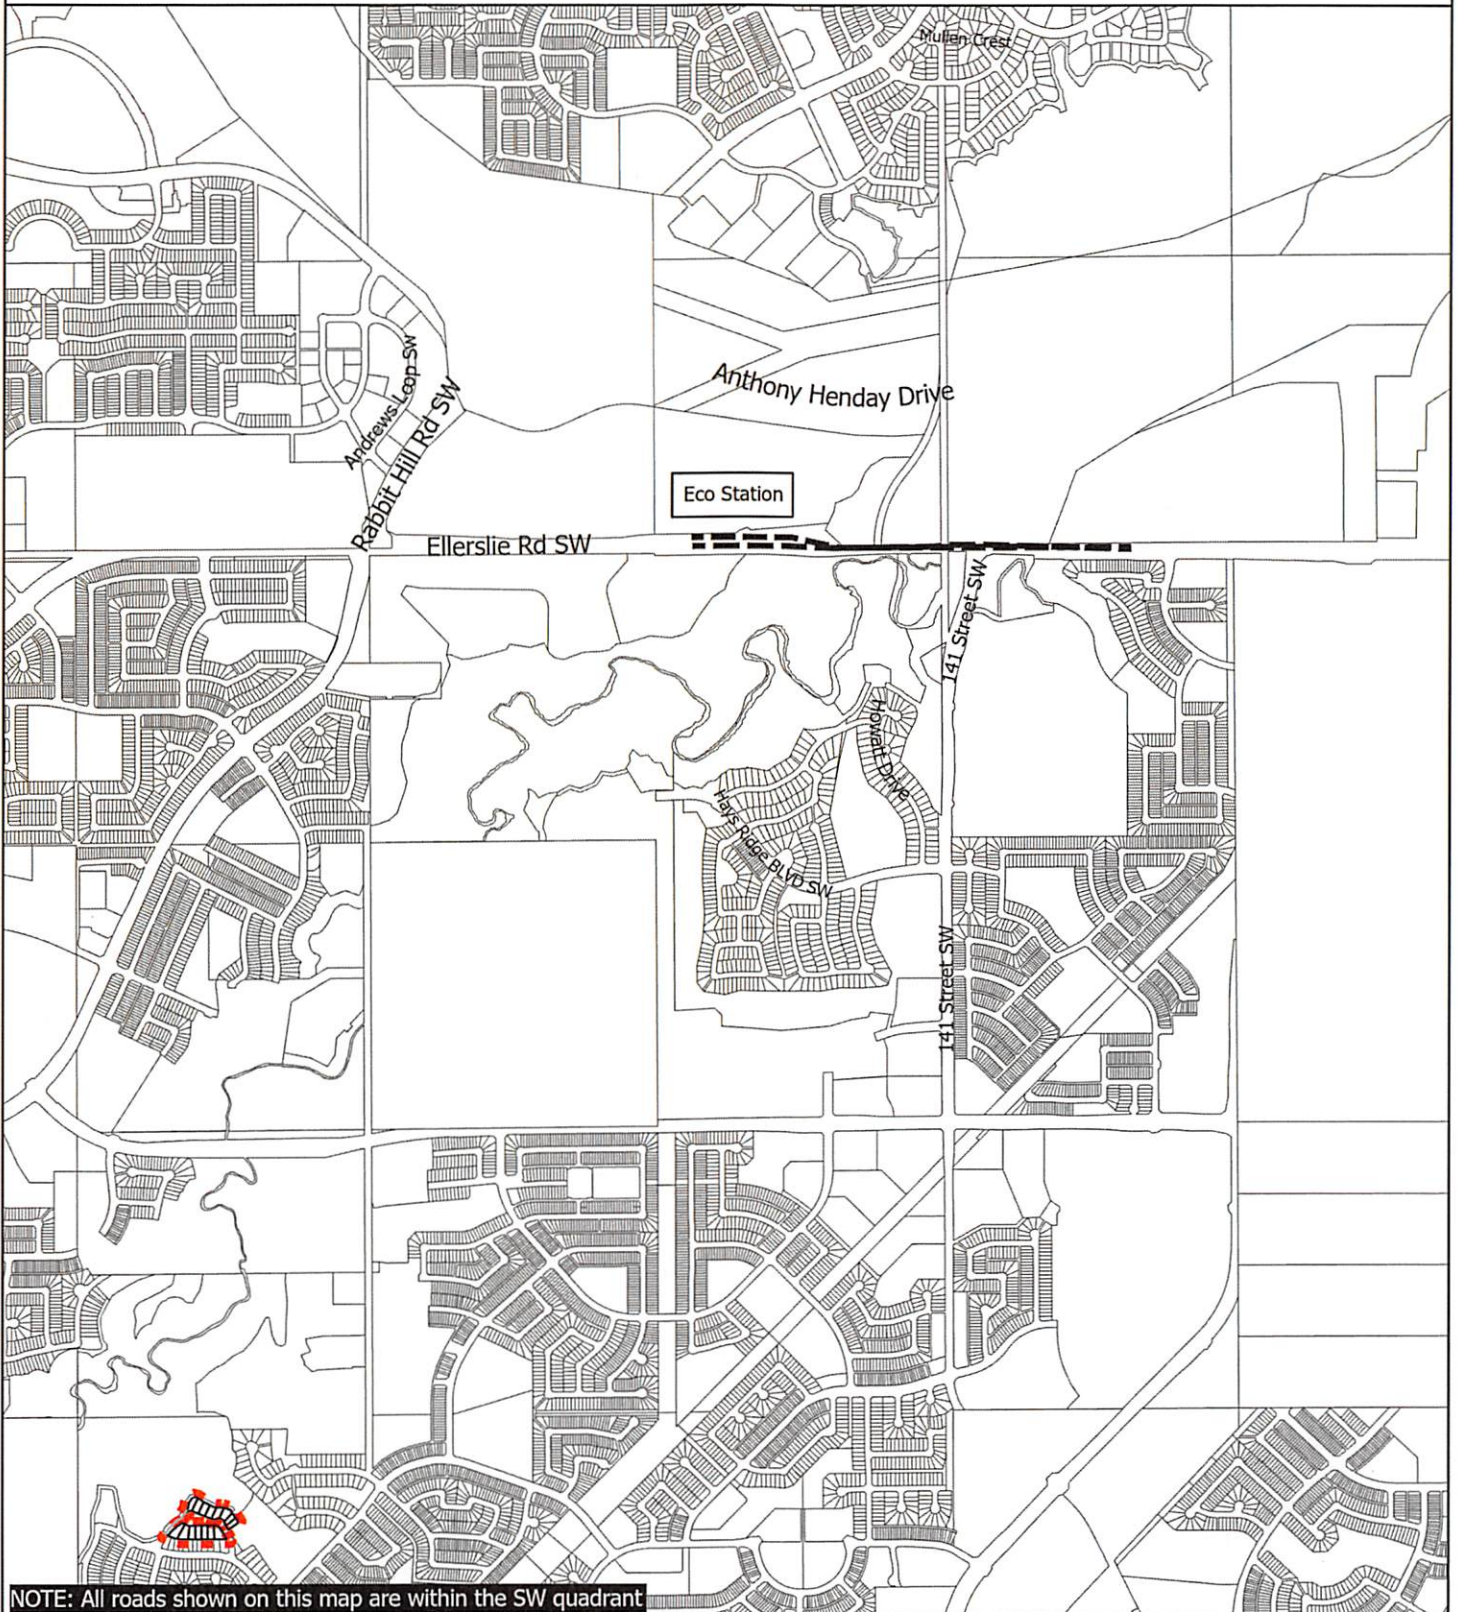 Mullen Crest
Andrews Loop SW
Rabbit Hill Rd SW
Anthony Henday Drive
Eco Station
Ellerslie Rd SW
141 Street SW
Howatt Drive
Hays Ridge BLVD SW
141 Street SW
NOTE: All roads shown on this map are within the SW quadrant